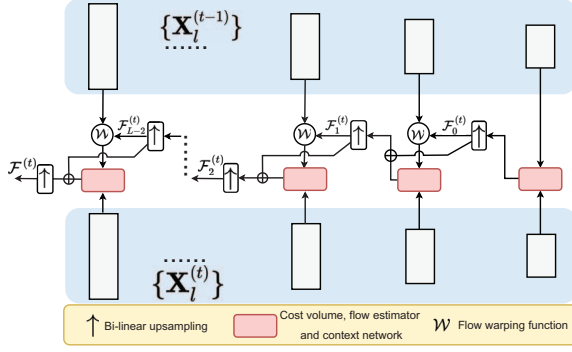 {X_l^(t-1)}
......
W F_{L-2}^(t) ↑ W F_1^(t) ↑ W F_0^(t) ↑
F^(t) ↑ F_2^(t) ↑
......
{X_l^(t)}
↑ Bi-linear upsampling
Cost volume, flow estimator
and context network
W Flow warping function